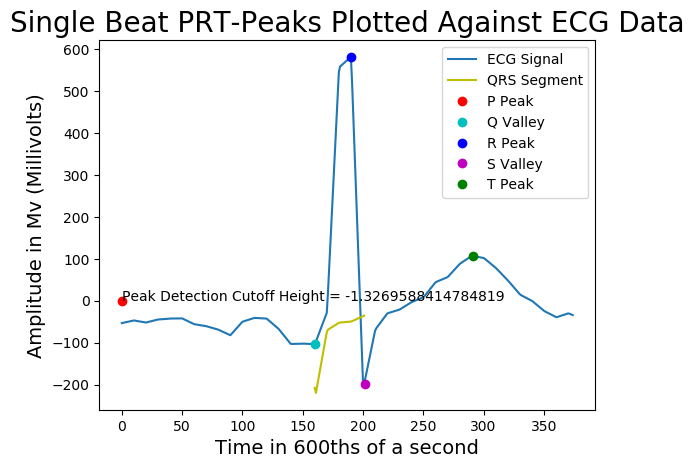 Single Beat PRT-Peaks Plotted Against ECG Data
Amplitude in Mv (Millivolts)
600
500
400
300
200
100
0
−100
−200
ECG Signal
QRS Segment
P Peak
Q Valley
R Peak
S Valley
T Peak
Peak Detection Cutoff Height = -1.3269588414784819
0
50
100
150
200
250
300
350
Time in 600ths of a second